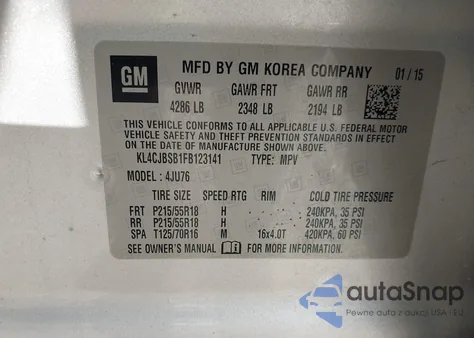 GM MFD BY GM KOREA COMPANY 01/15
GVWR GAWR FRT GAWR RR
4286 LB 2348 LB 2194 LB
THIS VEHICLE CONFORMS TO ALL APPLICABLE U.S. FEDERAL MOTOR
VEHICLE SAFETY AND THEFT PREVENTION STANDARDS IN EFFECT
ON THE DATE OF MANUFACTURE SHOWN ABOVE.
KL4CJBSB1FB123141 TYPE: MPV
MODEL: 4JU76
TIRE SIZE SPEED RTG RIM COLD TIRE PRESSURE
FRT P215/55R18 H 240KPA, 35 PSI
RR P215/55R18 H 240KPA, 35 PSI
SPA T125/70R16 M 16x4.0T 420KPA, 60 PSI
SEE OWNER'S MANUAL FOR MORE INFORMATION.
autoSnap
Pewne auta z aukcji USA i EU